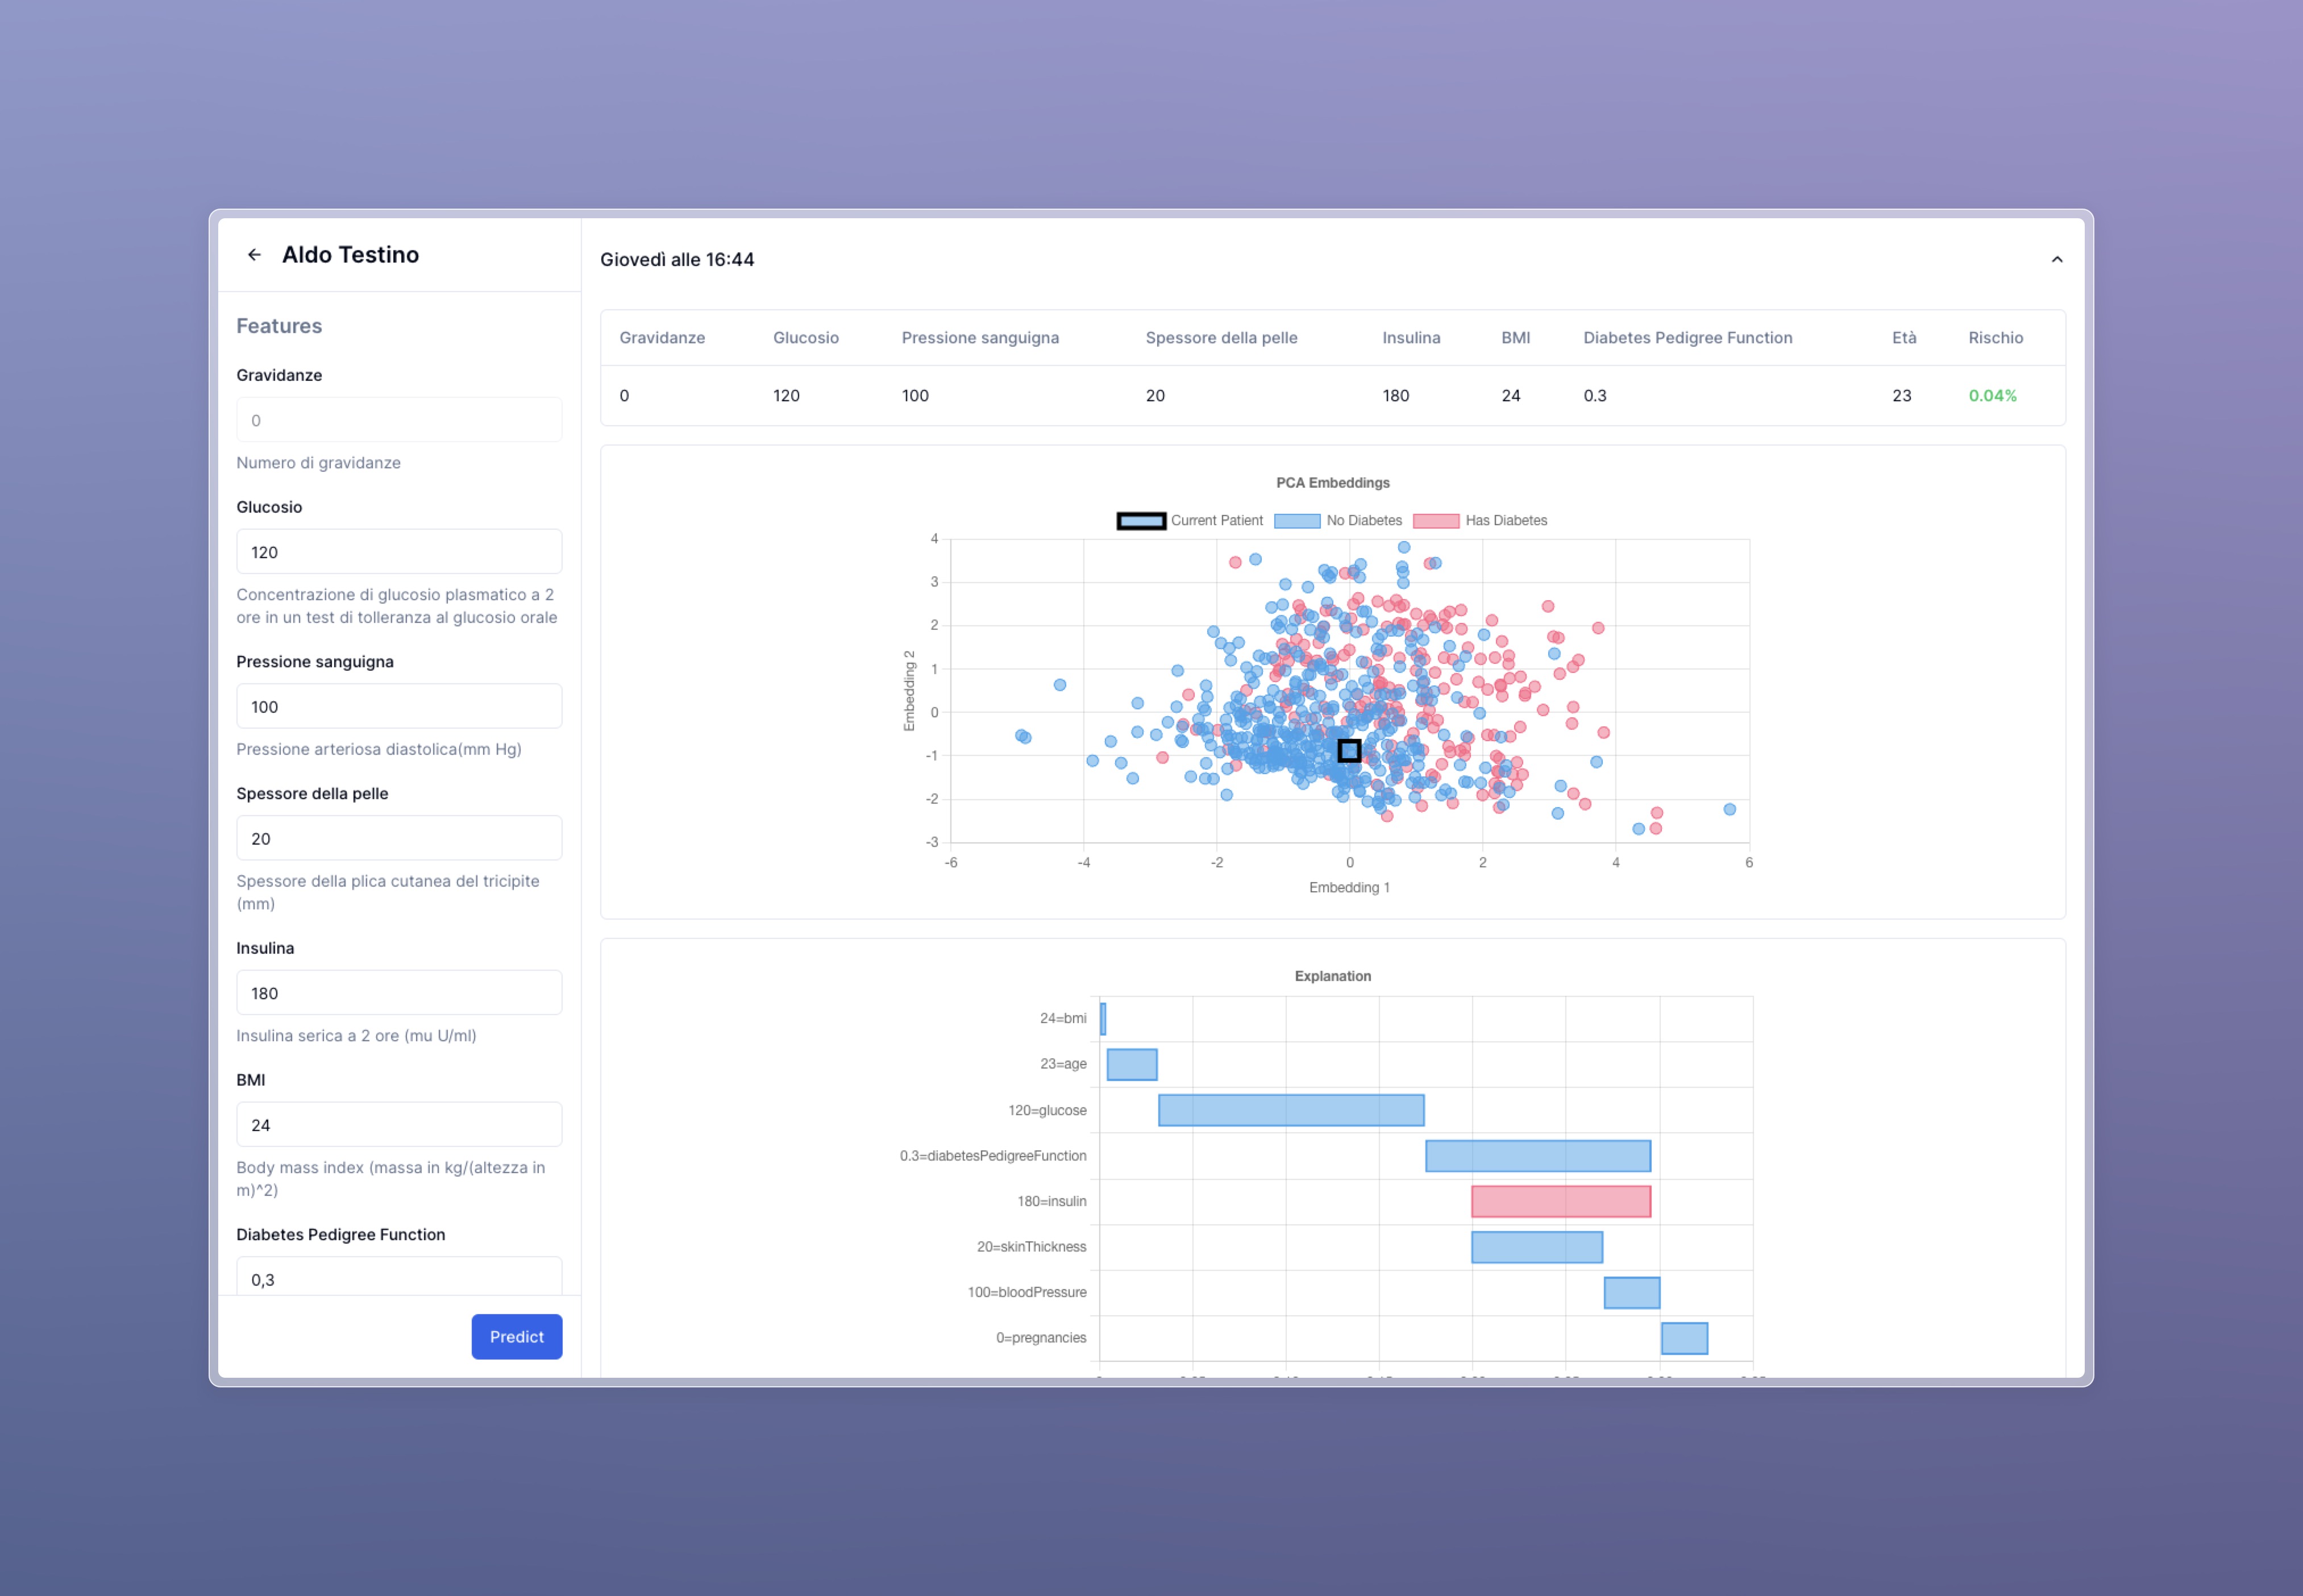 Aldo Testino
Features
Gravidanze
0
Numero di gravidanze
Glucosio
120
Concentrazione di glucosio plasmatico a 2
ore in un test di tolleranza al glucosio orale
Pressione sanguigna
100
Pressione arteriosa diastolica(mm Hg)
Spessore della pelle
20
Spessore della plica cutanea del tricipite
(mm)
Insulina
180
Insulina serica a 2 ore (mu U/ml)
BMI
24
Body mass index (massa in kg/(altezza in
m)^2)
Diabetes Pedigree Function
0,3
Predict
Giovedì alle 16:44
Gravidanze Glucosio Pressione sanguigna Spessore della pelle Insulina BMI Diabetes Pedigree Function Età Rischio
0 120 100 20 180 24 0.3 23 0.04%
PCA Embeddings
Current Patient No Diabetes Has Diabetes
4
3
2
1
0
-1
-2
-3
Embedding 2
-6 -4 -2 0 2 4 6
Embedding 1
Explanation
24=bmi
23=age
120=glucose
0.3=diabetesPedigreeFunction
180=insulin
20=skinThickness
100=bloodPressure
0=pregnancies